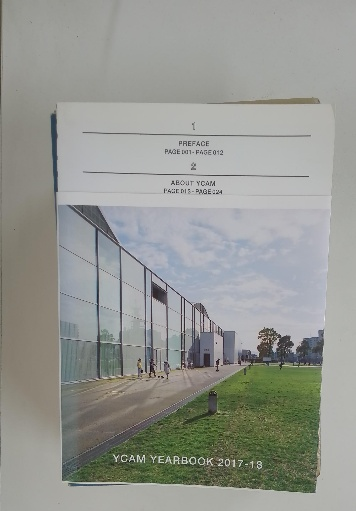 1
PREFACE
PAGE 001 - PAGE 012
2
ABOUT YCAM
PAGE 013 - PAGE 024
YCAM YEARBOOK 2017-18